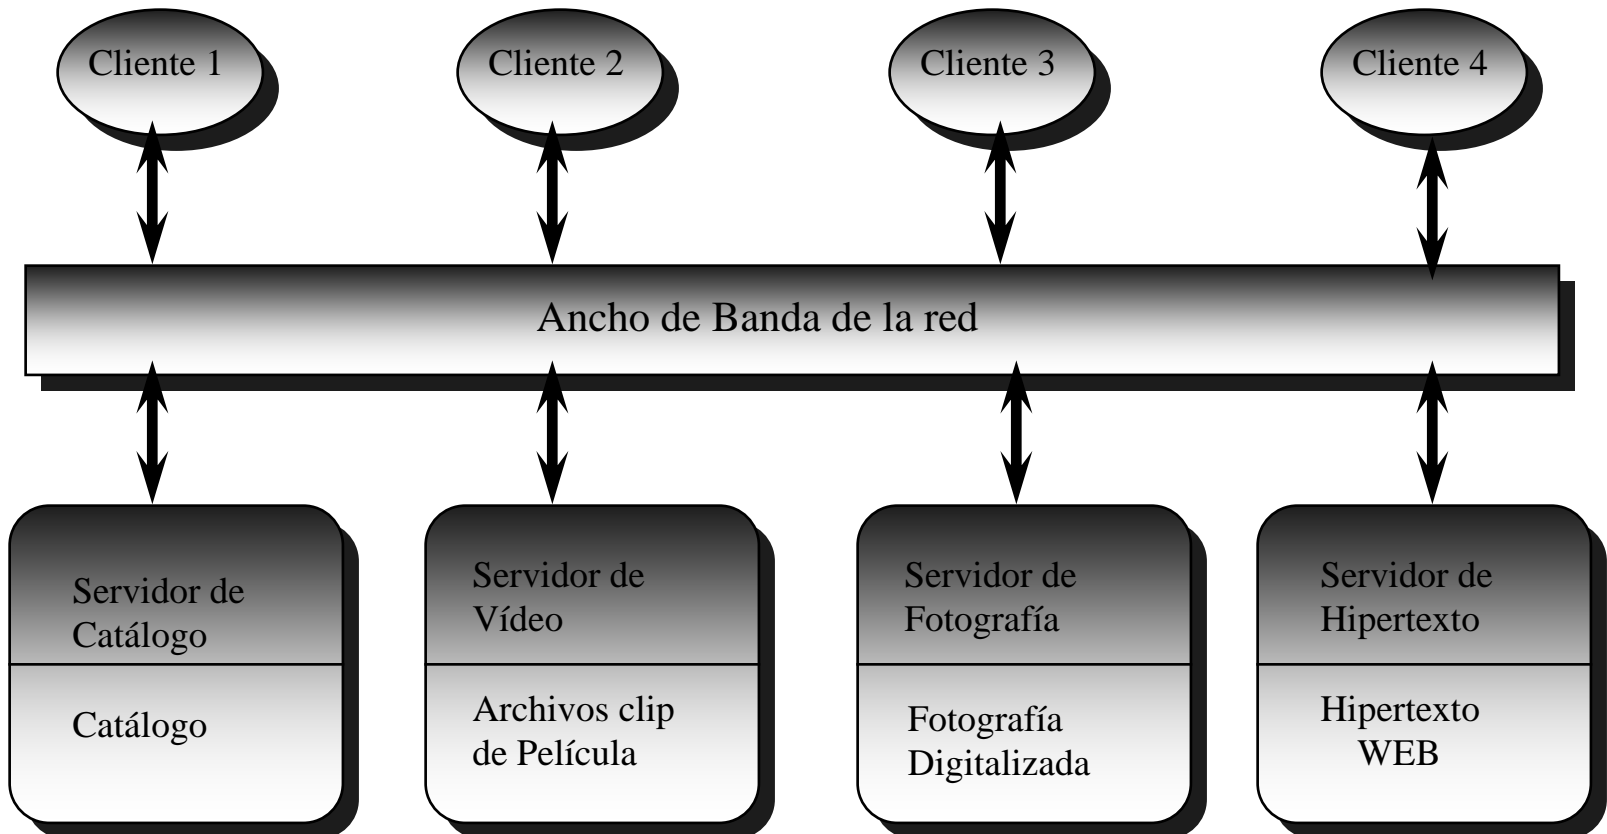 Cliente 1
Cliente 2
Cliente 3
Cliente 4
Ancho de Banda de la red
Servidor de
Catálogo
Catálogo
Servidor de
Vídeo
Archivos clip
de Película
Servidor de
Fotografía
Fotografía
Digitalizada
Servidor de
Hipertexto
Hipertexto
WEB